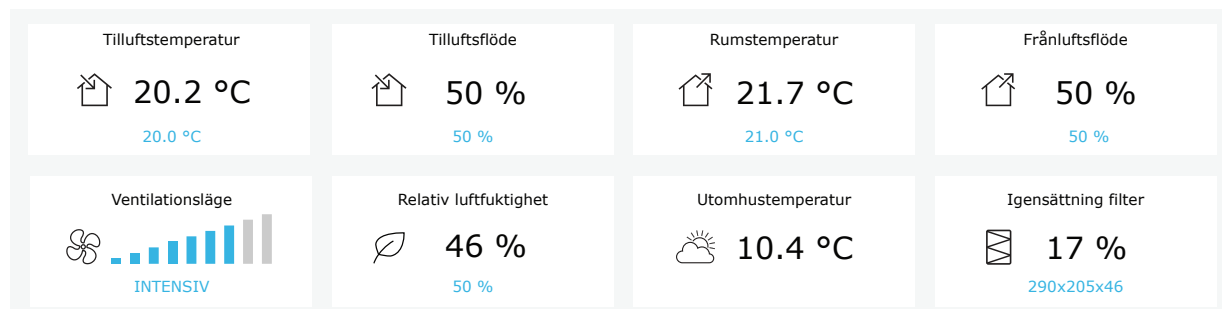 Tilluftstemperatur
20.2 °C
20.0 °C
Tilluftsflöde
50 %
50 %
Rumstemperatur
21.7 °C
21.0 °C
Frånluftsflöde
50 %
50 %
Ventilationsläge
INTENSIV
Relativ luftfuktighet
46 %
50 %
Utomhustemperatur
10.4 °C
Igensättning filter
17 %
290x205x46